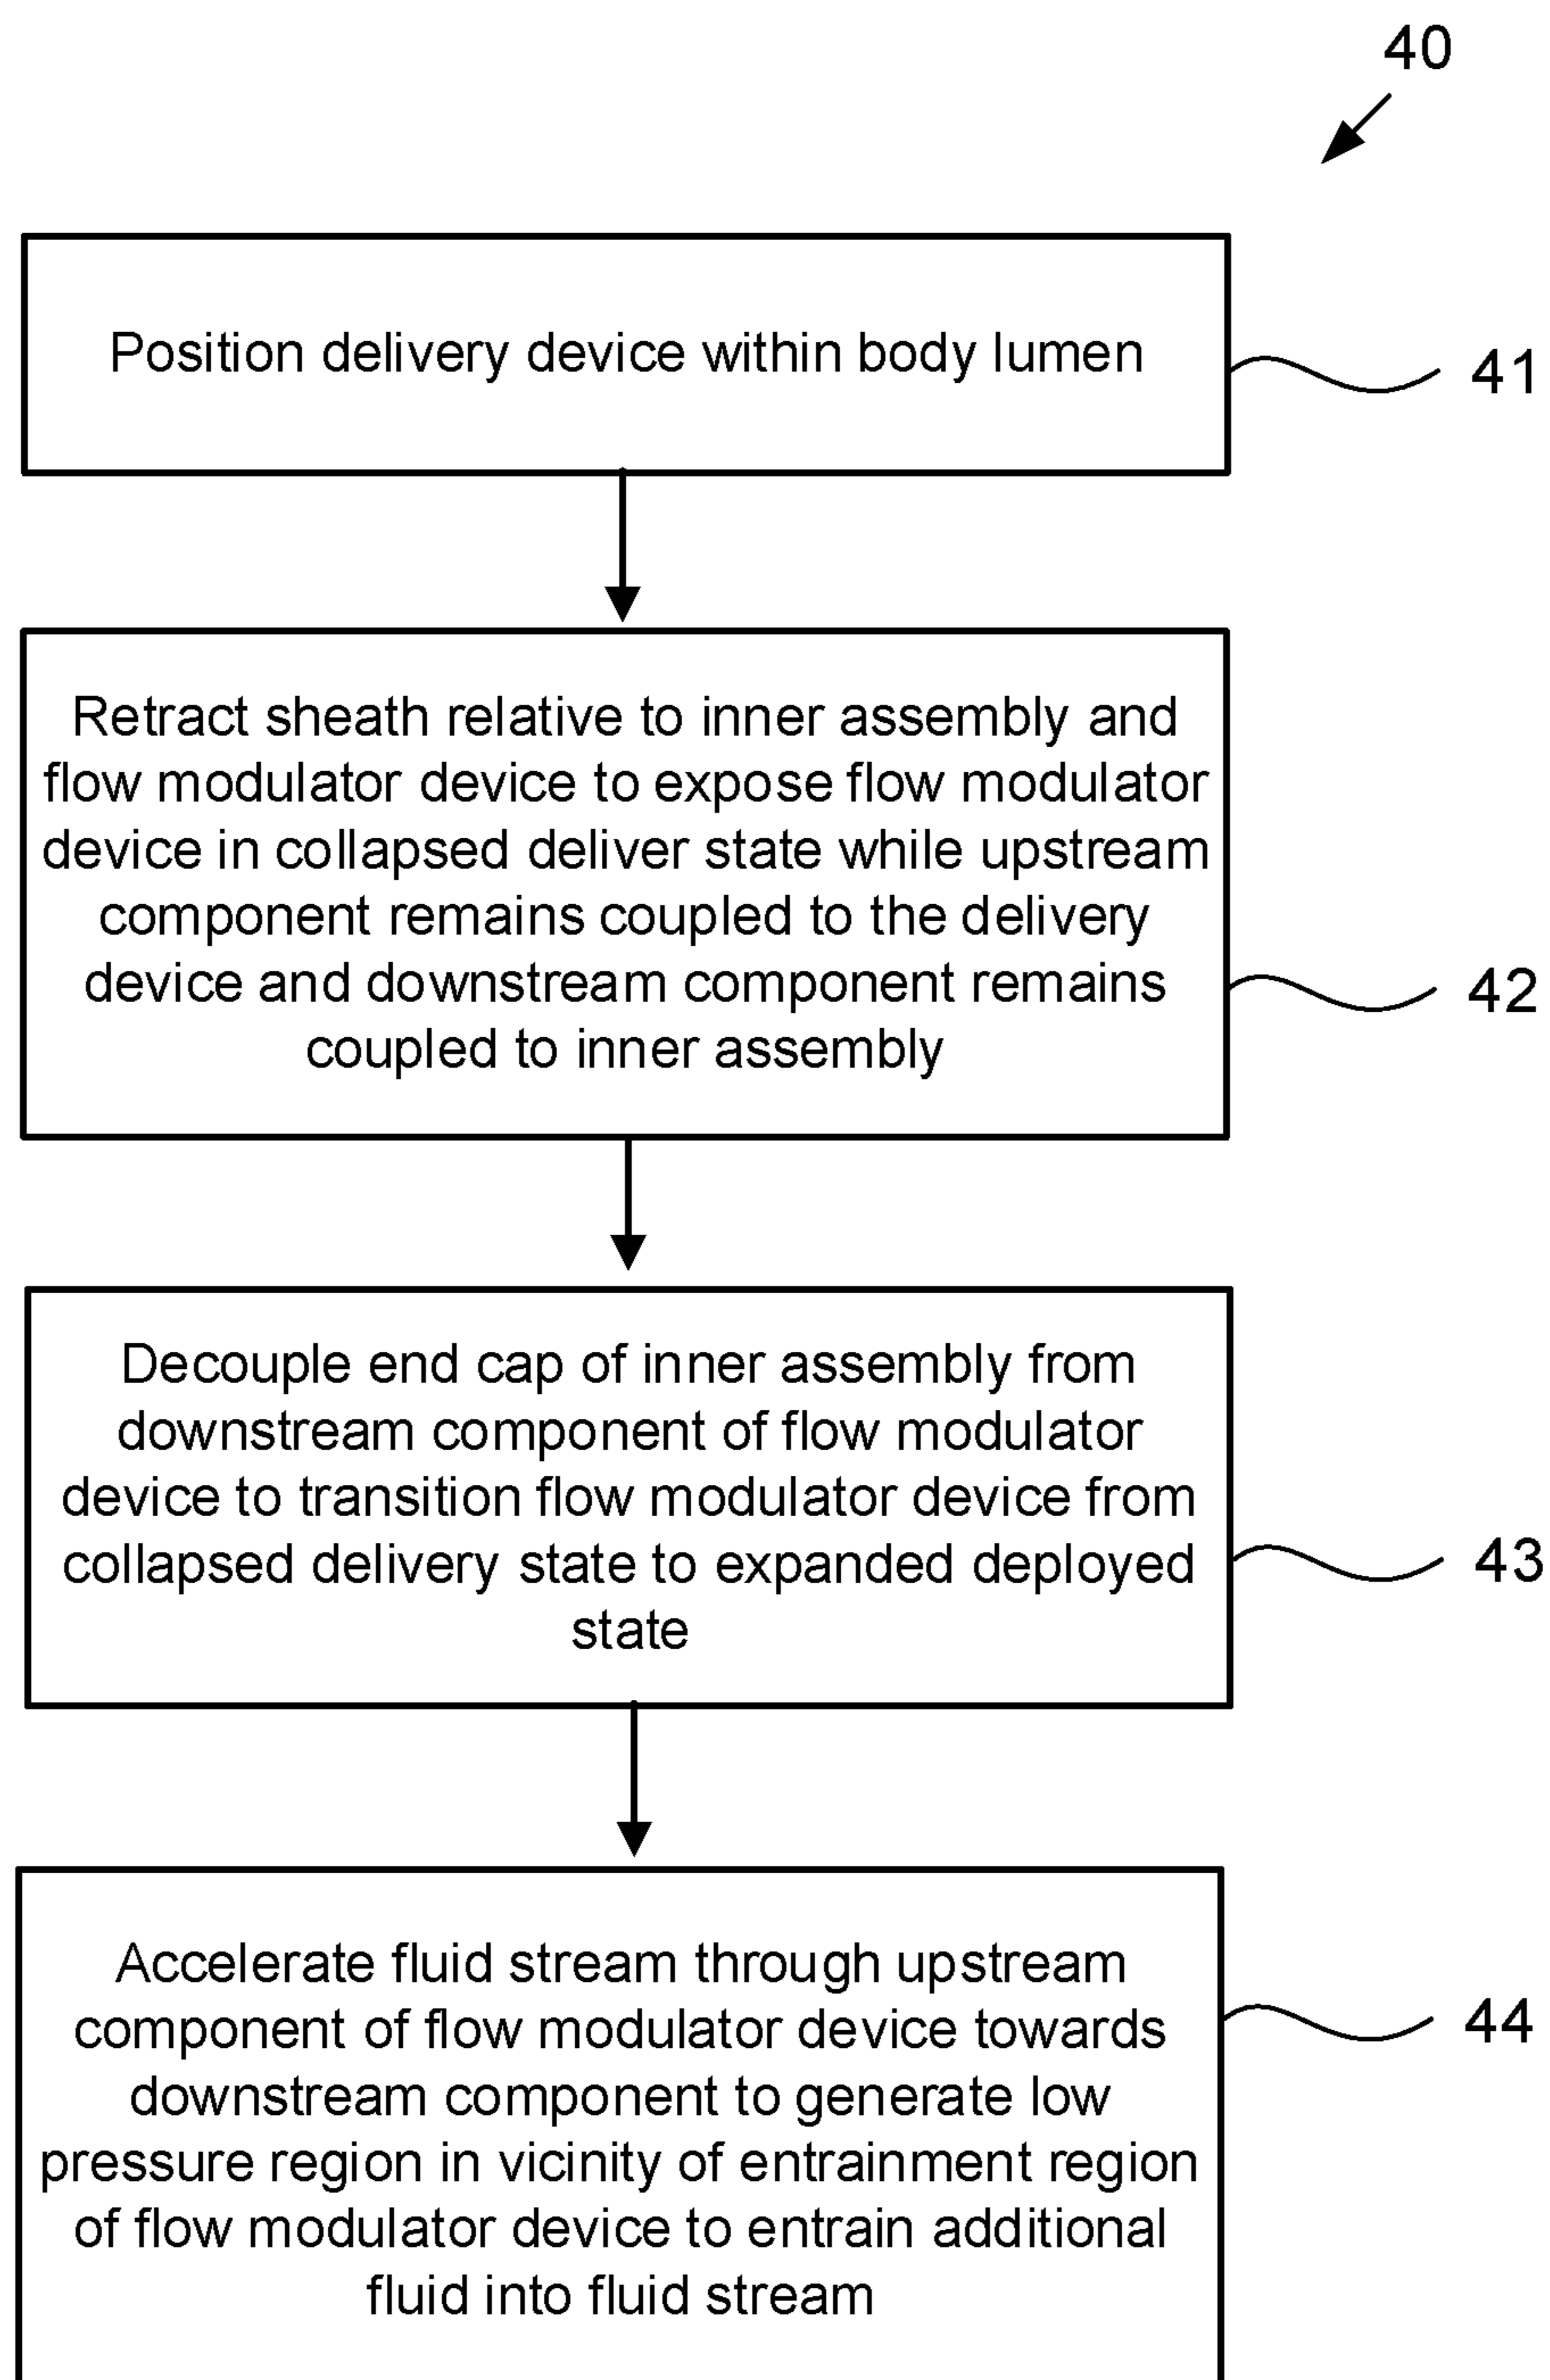 40
Position delivery device within body lumen
41
Retract sheath relative to inner assembly and
flow modulator device to expose flow modulator
device in collapsed deliver state while upstream
component remains coupled to the delivery
device and downstream component remains
coupled to inner assembly
42
Decouple end cap of inner assembly from
downstream component of flow modulator
device to transition flow modulator device from
collapsed delivery state to expanded deployed
state
43
Accelerate fluid stream through upstream
component of flow modulator device towards
downstream component to generate low
pressure region in vicinity of entrainment region
of flow modulator device to entrain additional
fluid into fluid stream
44